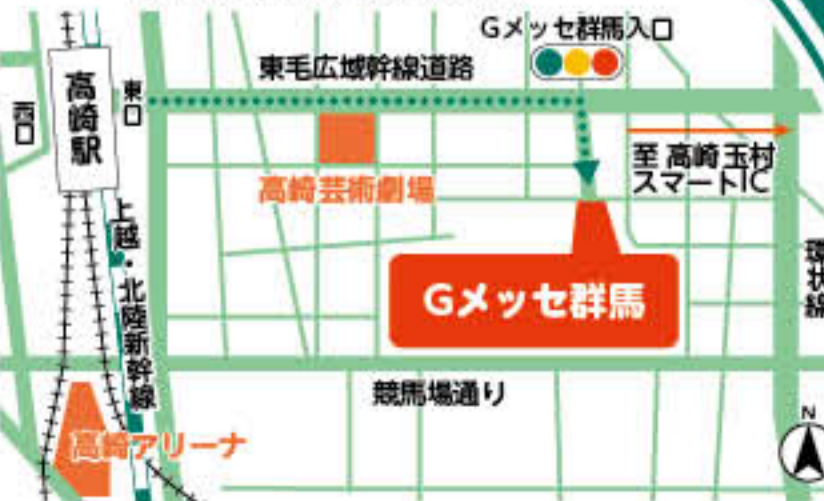 Gメッセ群馬入口
東毛広域幹線道路
高崎駅
東口
西口
至 高崎玉村
スマートIC
高崎芸術劇場
上越・北陸新幹線
Gメッセ群馬
環状線
競馬場通り
高崎アリーナ
N